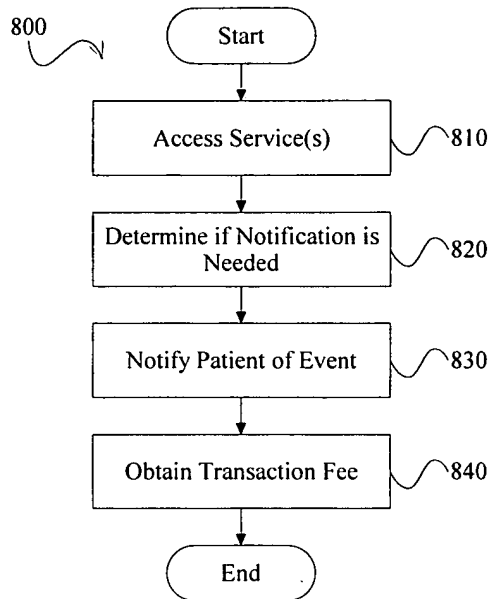 800
Start
Access Service(s)
810
Determine if Notification is
Needed
820
Notify Patient of Event
830
Obtain Transaction Fee
840
End